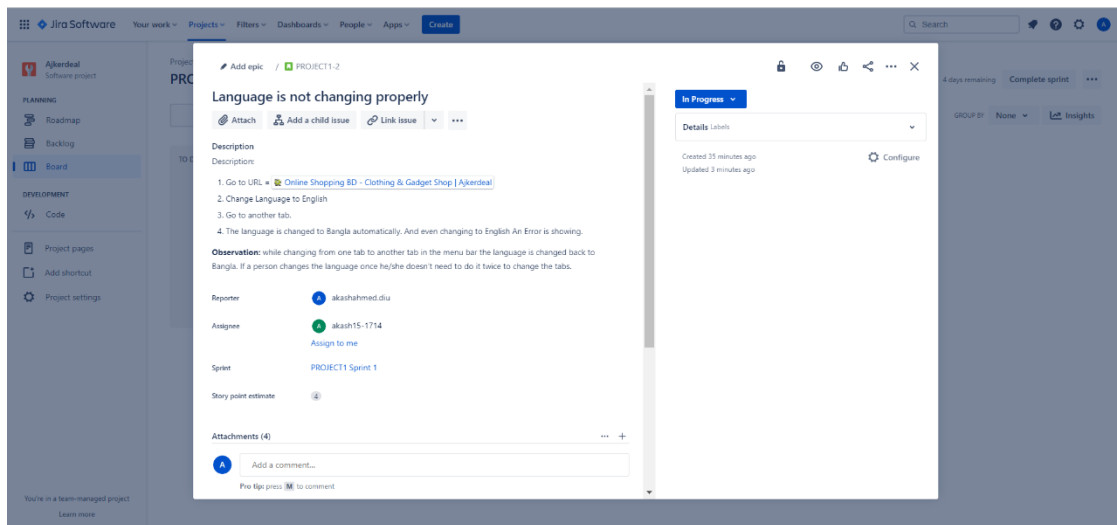 Jira Software Your work Projects Filters Dashboards People Apps Create Search
Ajkerdeal
Software project
PLANNING
Roadmap
Backlog
Board
DEVELOPMENT
Code
Project pages
Add shortcut
Project settings
You're in a team-managed project
Learn more
Projec
PRO
TO D
4 days remaining Complete sprint
GROUP BY None Insights
Add epic / PROJECT1-2
Language is not changing properly
Attach Add a child issue Link issue
Description
Description:
1. Go to URL = Online Shopping BD - Clothing & Gadget Shop | Ajkerdeal
2. Change Language to English
3. Go to another tab.
4. The language is changed to Bangla automatically. And even changing to English An Error is showing.
Observation: while changing from one tab to another tab in the menu bar the language is changed back to
Bangla. If a person changes the language once he/she doesn't need to do it twice to change the tabs.
Reporter A akashahmed.diu
Assignee A akash15-1714
Assign to me
Sprint PROJECT1 Sprint 1
Story point estimate 4
Attachments (4)
A Add a comment...
Pro tip: press M to comment
In Progress
Details Labels
Created 35 minutes ago Configure
Updated 3 minutes ago